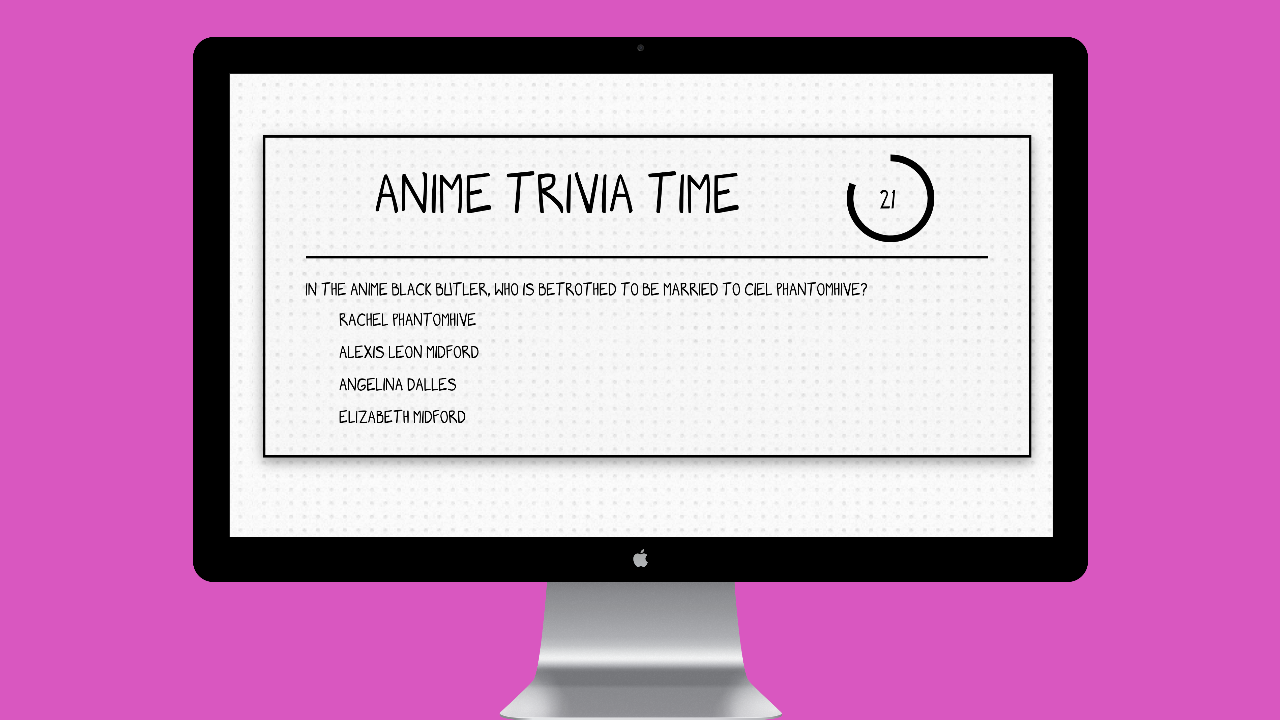 ANIME TRIVIA TIME
21
IN THE ANIME BLACK BUTLER, WHO IS BETROTHED TO BE MARRIED TO CIEL PHANTOMHIVE?
RACHEL PHANTOMHIVE
ALEXIS LEON MIDFORD
ANGELINA DALLES
ELIZABETH MIDFORD